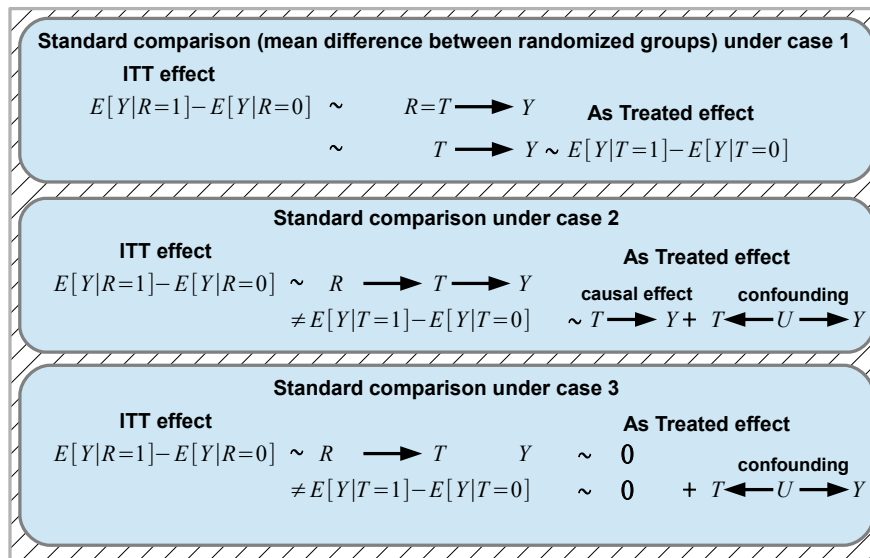 Standard comparison (mean difference between randomized groups) under case 1
ITT effect
E[Y|R=1]−E[Y|R=0] ~ R=T → Y
As Treated effect
~ T → Y ~ E[Y|T=1]−E[Y|T=0]
Standard comparison under case 2
ITT effect
As Treated effect
E[Y|R=1]−E[Y|R=0] ~ R → T → Y
causal effect confounding
≠E[Y|T=1]−E[Y|T=0] ~ T → Y + T ← U → Y
Standard comparison under case 3
ITT effect
As Treated effect
E[Y|R=1]−E[Y|R=0] ~ R → T Y ~ 0
confounding
≠E[Y|T=1]−E[Y|T=0] ~ 0 + T ← U → Y